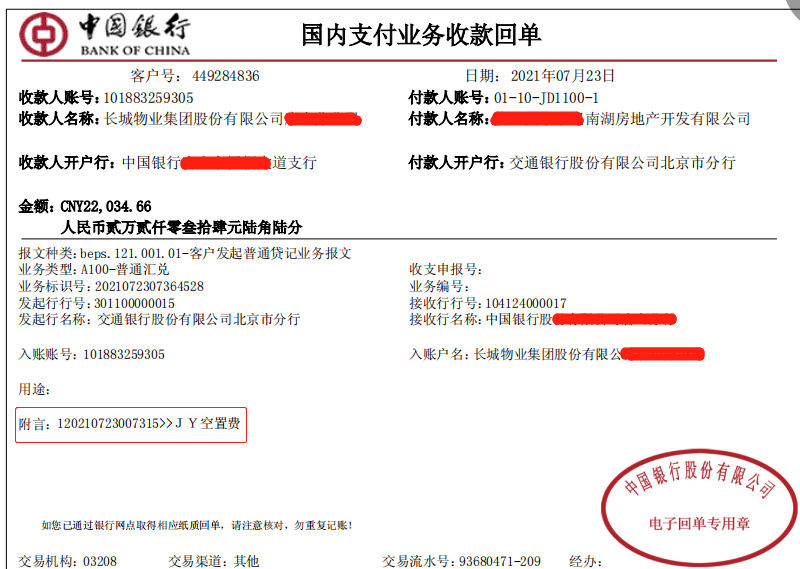 中国银行
BANK OF CHINA
国内支付业务收款回单
客户号：449284836
日期：2021年07月23日
收款人账号：101883259305
付款人账号：01-10-JD1100-1
收款人名称：长城物业集团股份有限公司
付款人名称：南湖房地产开发有限公司
收款人开户行：中国银行 道支行
付款人开户行：交通银行股份有限公司北京市分行
金额：CNY22,034.66
人民币贰万贰仟零叁拾肆元陆角陆分
报文种类：beps.121.001.01-客户发起普通贷记业务报文
业务类型：A100-普通汇兑
收支申报号：
业务标识号：2021072307364528
业务编号：
发起行行号：301100000015
接收行行号：104124000017
发起行名称：交通银行股份有限公司北京市分行
接收行名称：中国银行股
入账账号：101883259305
入账户名：长城物业集团股份有限公
用途：
附言：120210723007315>>ＪＹ空置费
中国银行股份有限公司
电子回单专用章
如您已通过银行网点取得相应纸质回单，请注意核对，勿重复记账！
交易机构：03208
交易渠道：其他
交易流水号：93680471-209
经办：